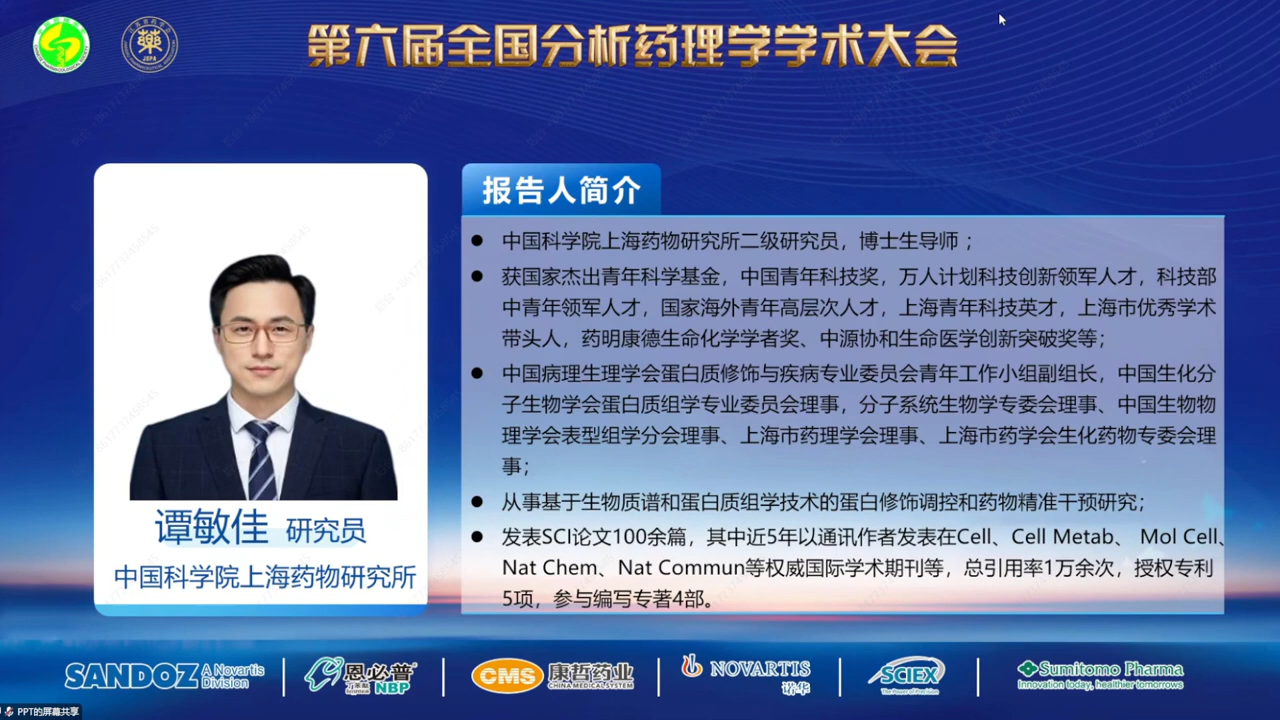 第六届全国分析药理学学术大会
报告人简介
● 中国科学院上海药物研究所二级研究员，博士生导师；
● 获国家杰出青年科学基金，中国青年科技奖，万人计划科技创新领军人才，科技部
中青年领军人才，国家海外青年高层次人才，上海青年科技英才，上海市优秀学术
带头人，药明康德生命化学学者奖、中源协和生命医学创新突破奖等；
● 中国病理生理学会蛋白质修饰与疾病专业委员会青年工作小组副组长，中国生化分
子生物学会蛋白质组学专业委员会理事，分子系统生物学专委会理事、中国生物物
理学会表型组学分会理事、上海市药理学会理事、上海市药学会生化药物专委会理
事；
● 从事基于生物质谱和蛋白质组学技术的蛋白修饰调控和药物精准干预研究；
● 发表SCI论文100余篇，其中近5年以通讯作者发表在Cell、Cell Metab、 Mol Cell、
Nat Chem、Nat Commun等权威国际学术期刊等，总引用率1万余次，授权专利
5项，参与编写专著4部。
谭敏佳 研究员
中国科学院上海药物研究所
SANDOZ A Novartis
Division
恩必普
NBP
CMS 康哲药业
CHINA MEDICAL SYSTEM
NOVARTIS
诺华
SCIEX
The Power of Precision
Sumitomo Pharma
Innovation today, healthier tomorrows
PPT的屏幕共享